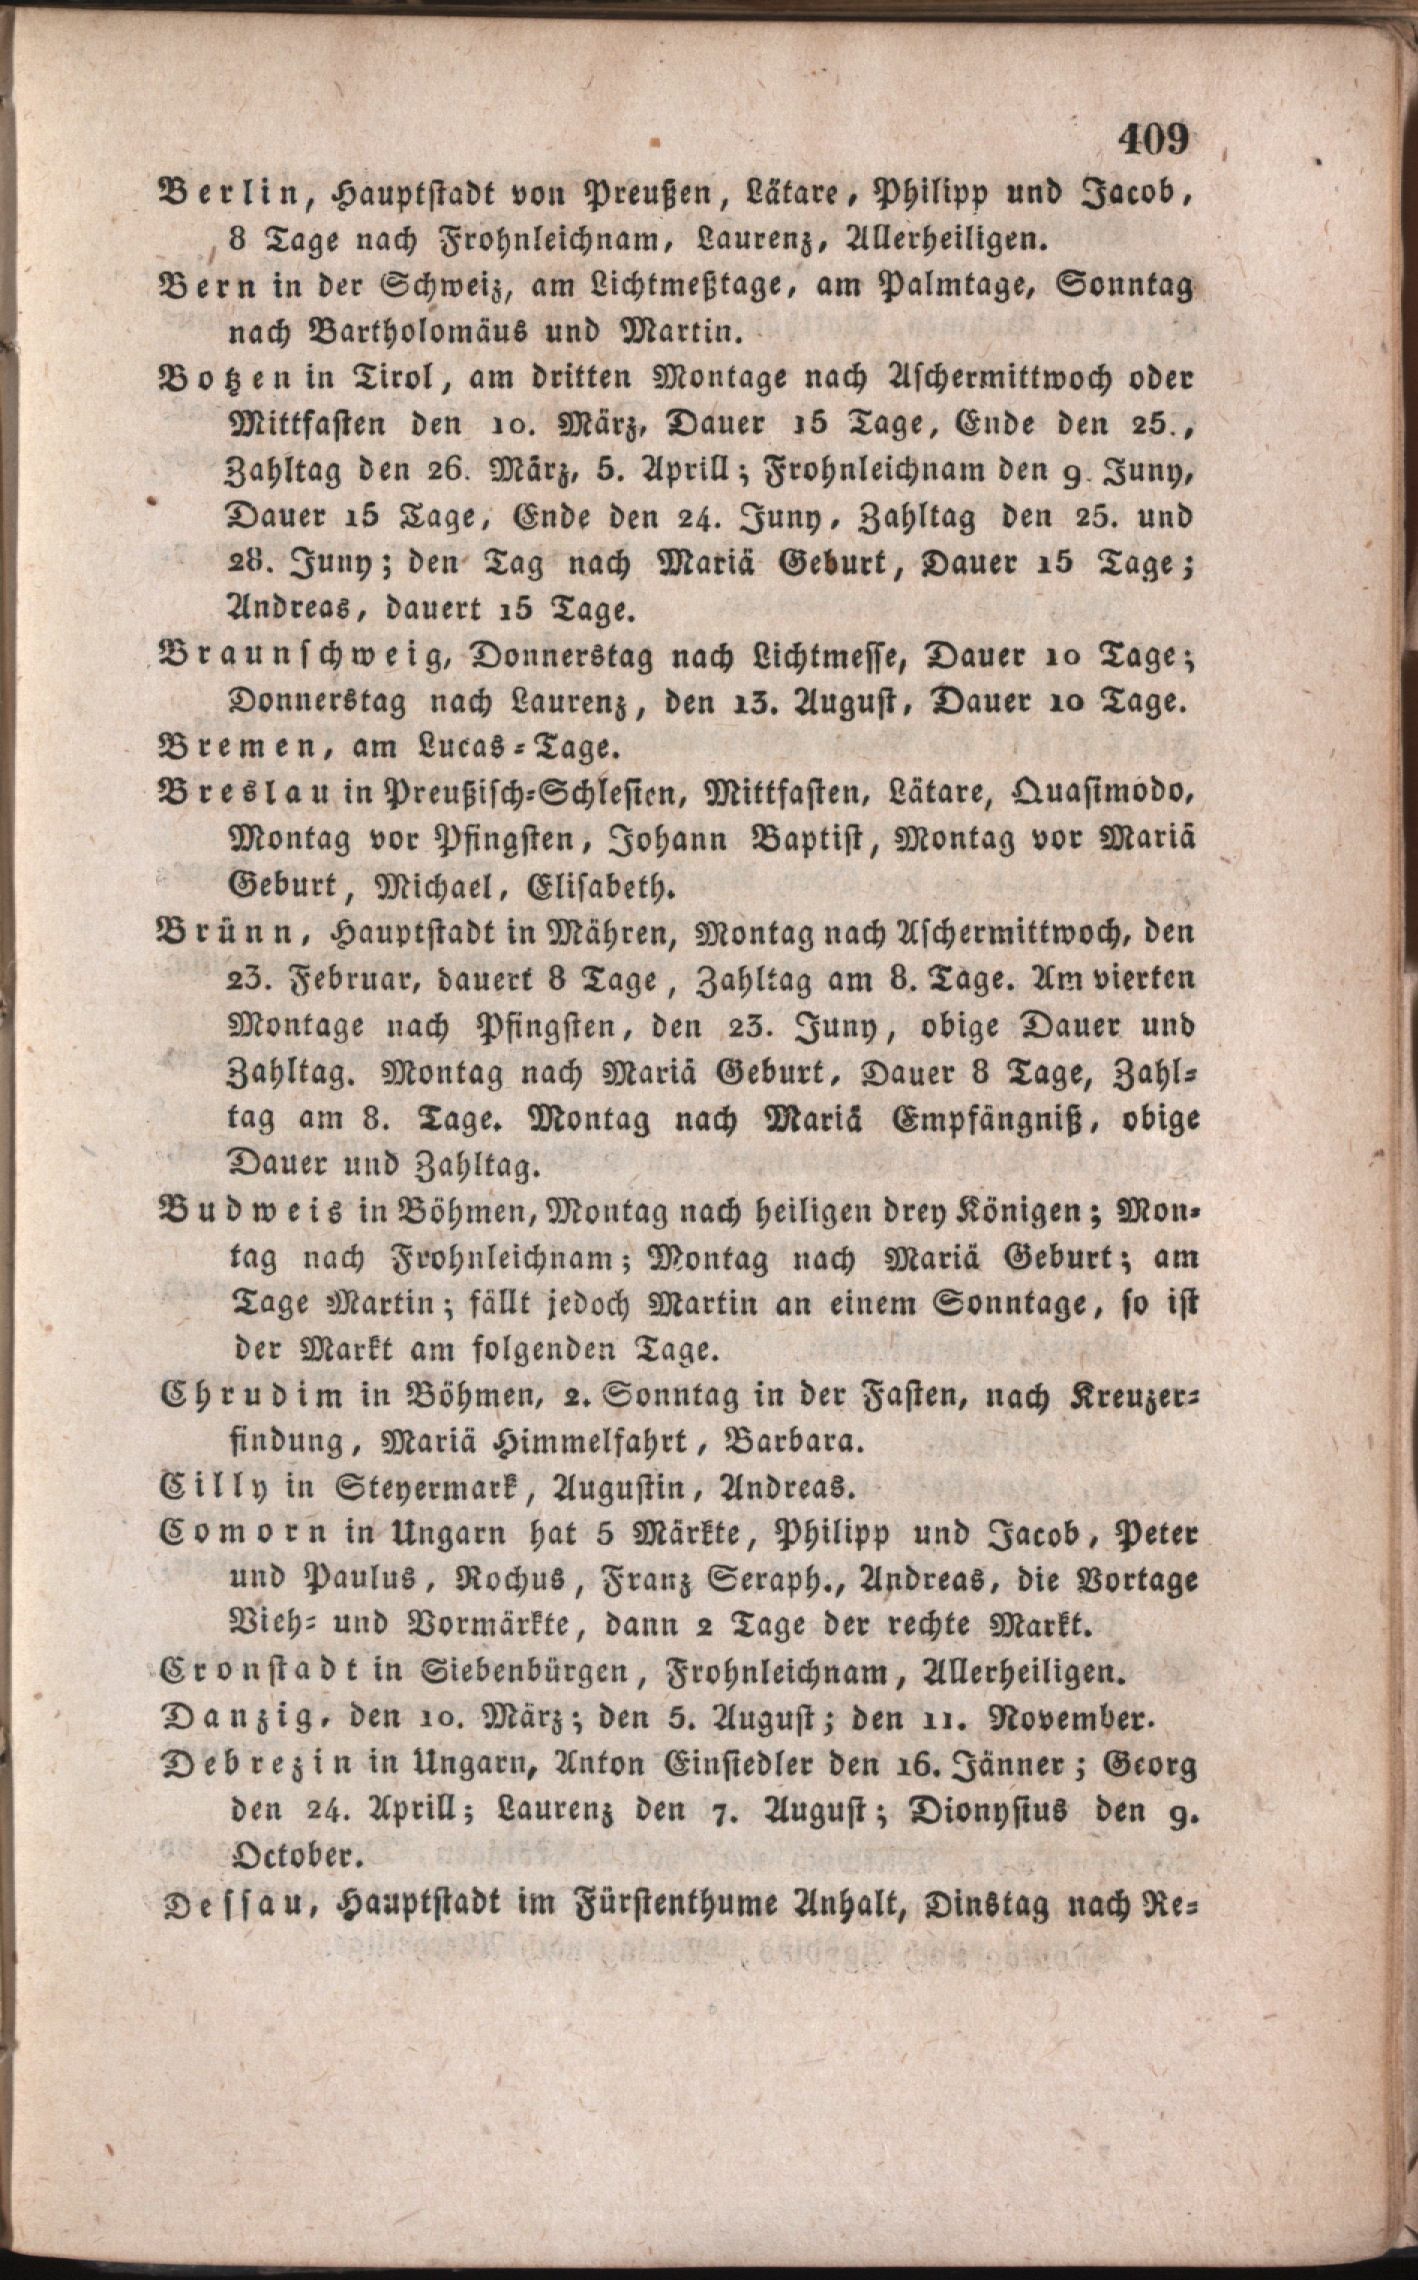 409
Berlin, Hauptstadt von Preußen, Lätare, Philipp und Jacob,
8 Tage nach Frohnleichnam, Laurenz, Allerheiligen.
Bern in der Schweiz, am Lichtmeßtage, am Palmtage, Sonntag
nach Bartholomäus und Martin.
Botzen in Tirol, am dritten Montage nach Aschermittwoch oder
Mittfasten den 10. März, Dauer 15 Tage, Ende den 25.,
Zahltag den 26. März, 5. Aprill; Frohnleichnam den 9. Juny,
Dauer 15 Tage, Ende den 24. Juny, Zahltag den 25. und
28. Juny; den Tag nach Mariä Geburt, Dauer 15 Tage;
Andreas, dauert 15 Tage.
Braunschweig, Donnerstag nach Lichtmesse, Dauer 10 Tage;
Donnerstag nach Laurenz, den 13. August, Dauer 10 Tage.
Bremen, am Lucas-Tage.
Breslau in Preußisch-Schlesien, Mittfasten, Lätare, Quasimodo,
Montag vor Pfingsten, Johann Baptist, Montag vor Mariä
Geburt, Michael, Elisabeth.
Brünn, Hauptstadt in Mähren, Montag nach Aschermittwoch, den
23. Februar, dauert 8 Tage, Zahltag am 8. Tage. Am vierten
Montage nach Pfingsten, den 23. Juny, obige Dauer und
Zahltag. Montag nach Mariä Geburt, Dauer 8 Tage, Zahl-
tag am 8. Tage. Montag nach Mariä Empfängniß, obige
Dauer und Zahltag.
Budweis in Böhmen, Montag nach heiligen drey Königen; Mon-
tag nach Frohnleichnam; Montag nach Mariä Geburt; am
Tage Martin; fällt jedoch Martin an einem Sonntage, so ist
der Markt am folgenden Tage.
Chrudim in Böhmen, 2. Sonntag in der Fasten, nach Kreuzer-
findung, Mariä Himmelfahrt, Barbara.
Cilly in Steyermark, Augustin, Andreas.
Comorn in Ungarn hat 5 Märkte, Philipp und Jacob, Peter
und Paulus, Rochus, Franz Seraph., Andreas, die Vortage
Vieh- und Vormärkte, dann 2 Tage der rechte Markt.
Cronstadt in Siebenbürgen, Frohnleichnam, Allerheiligen.
Danzig, den 10. März; den 5. August; den 11. November.
Debrezin in Ungarn, Anton Einsiedler den 16. Jänner; Georg
den 24. Aprill; Laurenz den 7. August; Dionysius den 9.
October.
Dessau, Hauptstadt im Fürstenthume Anhalt, Dinstag nach Re-